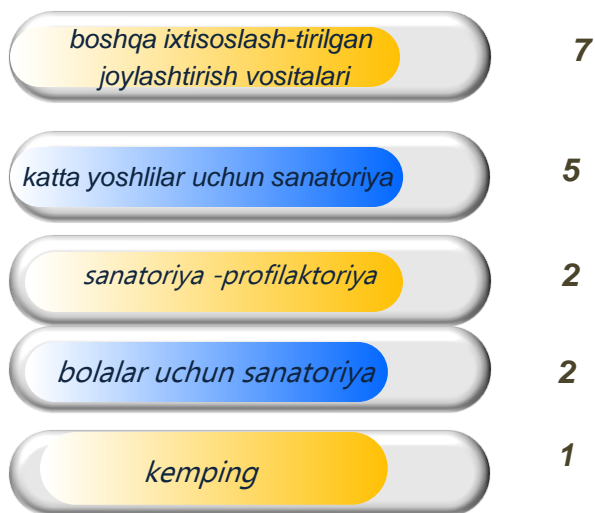 boshqa ixtisoslash-tirilgan
joylashtirish vositalari
7
katta yoshlilar uchun sanatoriya
5
sanatoriya -profilaktoriya
2
bolalar uchun sanatoriya
2
kemping
1